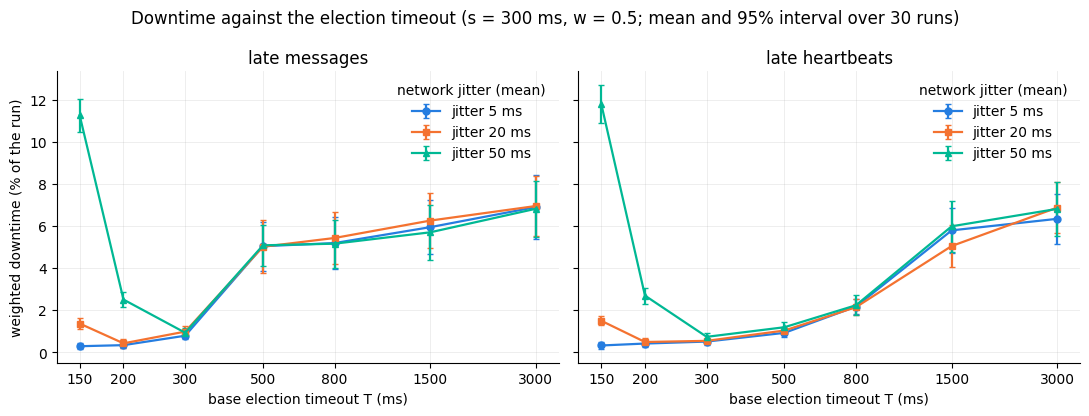 Downtime against the election timeout (s = 300 ms, w = 0.5; mean and 95% interval over 30 runs)
late messages
weighted downtime (% of the run)
12
10
8
6
4
2
0
network jitter (mean)
jitter 5 ms
jitter 20 ms
jitter 50 ms
150 200 300 500 800 1500 3000
base election timeout T (ms)
late heartbeats
network jitter (mean)
jitter 5 ms
jitter 20 ms
jitter 50 ms
150 200 300 500 800 1500 3000
base election timeout T (ms)